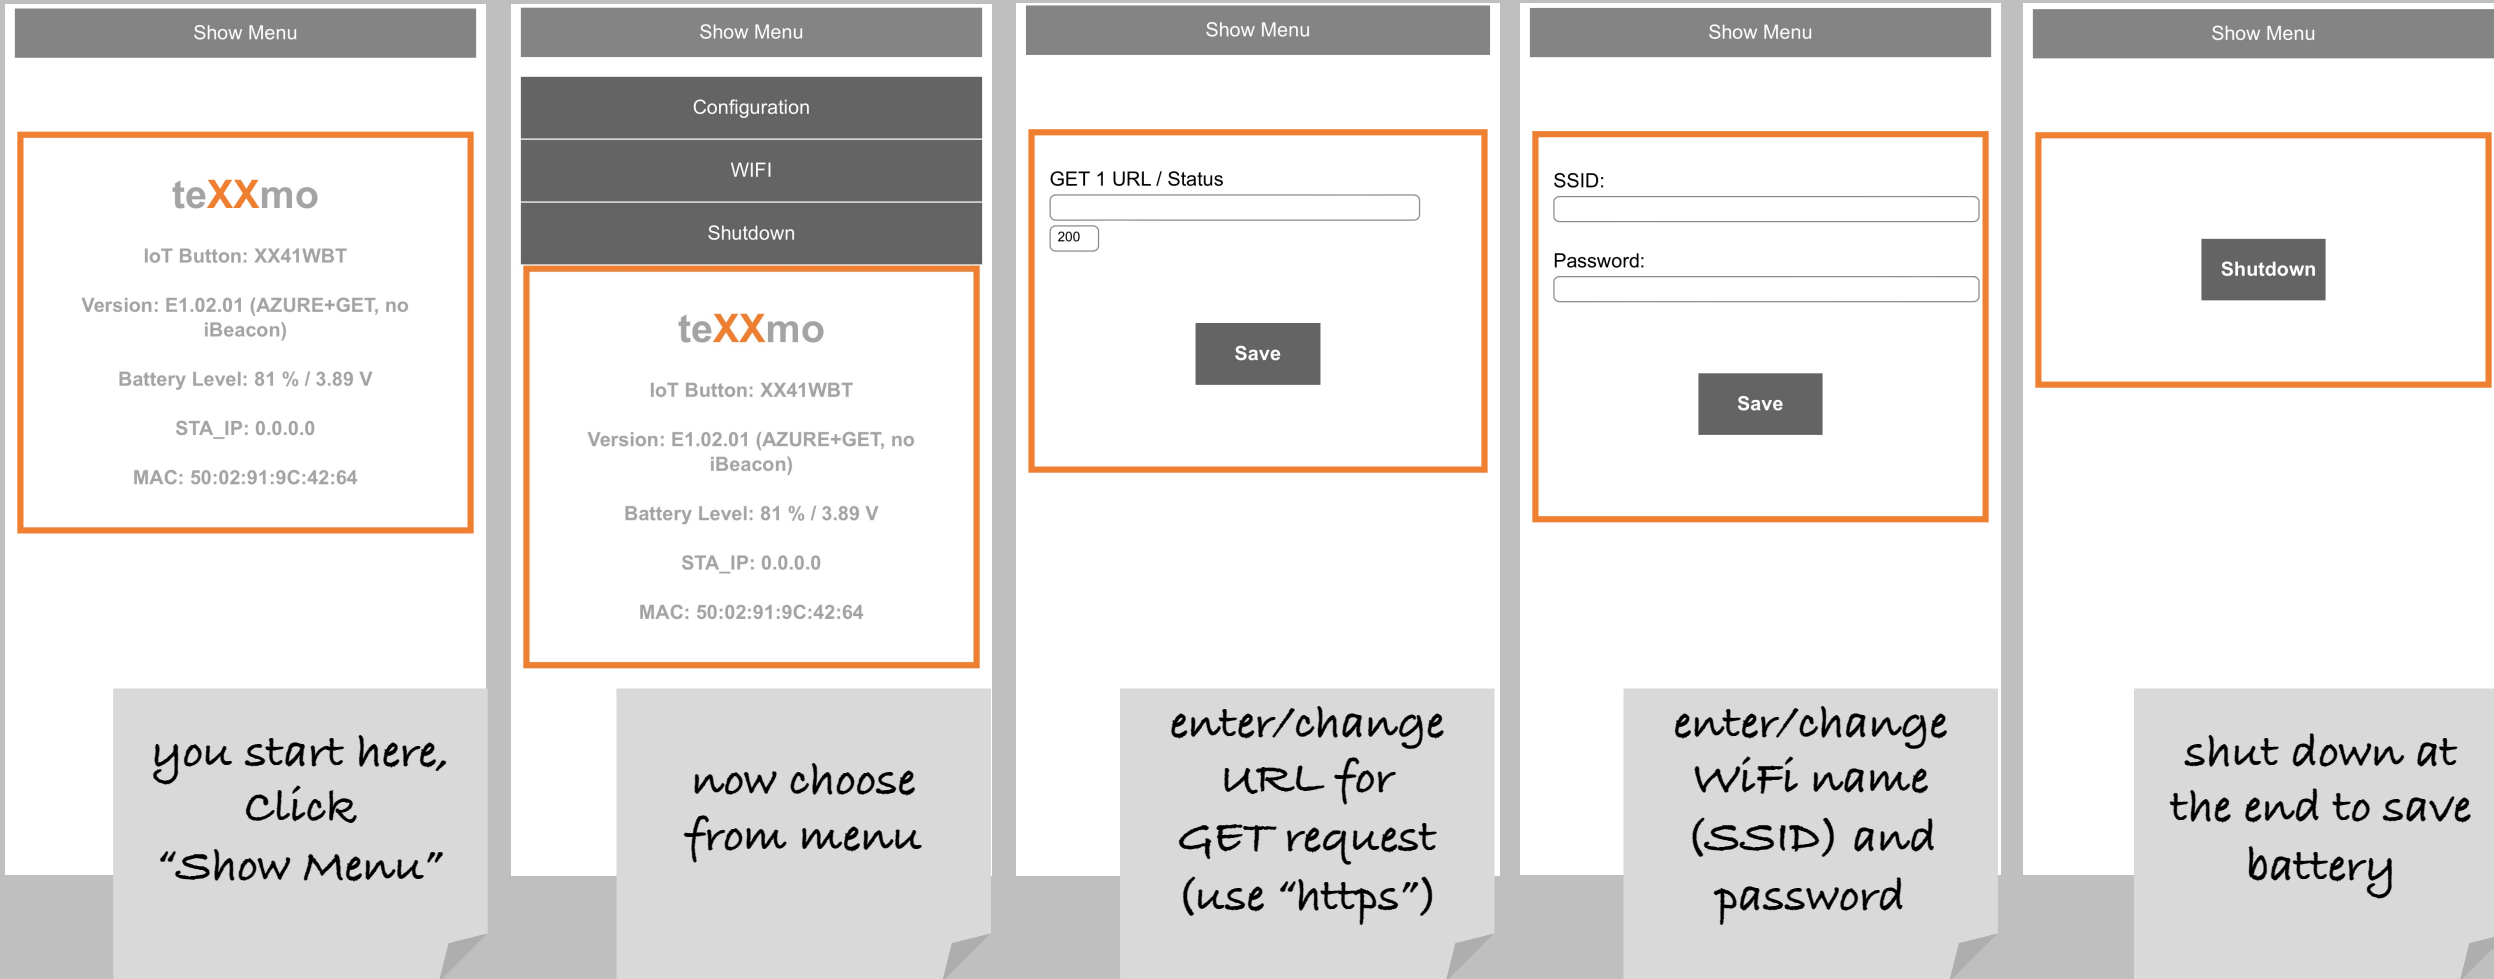 Show Menu
teXXmo
IoT Button: XX41WBT
Version: E1.02.01 (AZURE+GET, no
iBeacon)
Battery Level: 81 % / 3.89 V
STA_IP: 0.0.0.0
MAC: 50:02:91:9C:42:64
you start here,
Click
“Show Menu”
Show Menu
Configuration
WIFI
Shutdown
teXXmo
IoT Button: XX41WBT
Version: E1.02.01 (AZURE+GET, no
iBeacon)
Battery Level: 81 % / 3.89 V
STA_IP: 0.0.0.0
MAC: 50:02:91:9C:42:64
now choose
from menu
Show Menu
GET 1 URL / Status
200
Save
enter/change
URL for
GET request
(use “https”)
Show Menu
SSID:
Password:
Save
enter/change
WiFi name
(SSID) and
password
Show Menu
Shutdown
shut down at
the end to save
battery